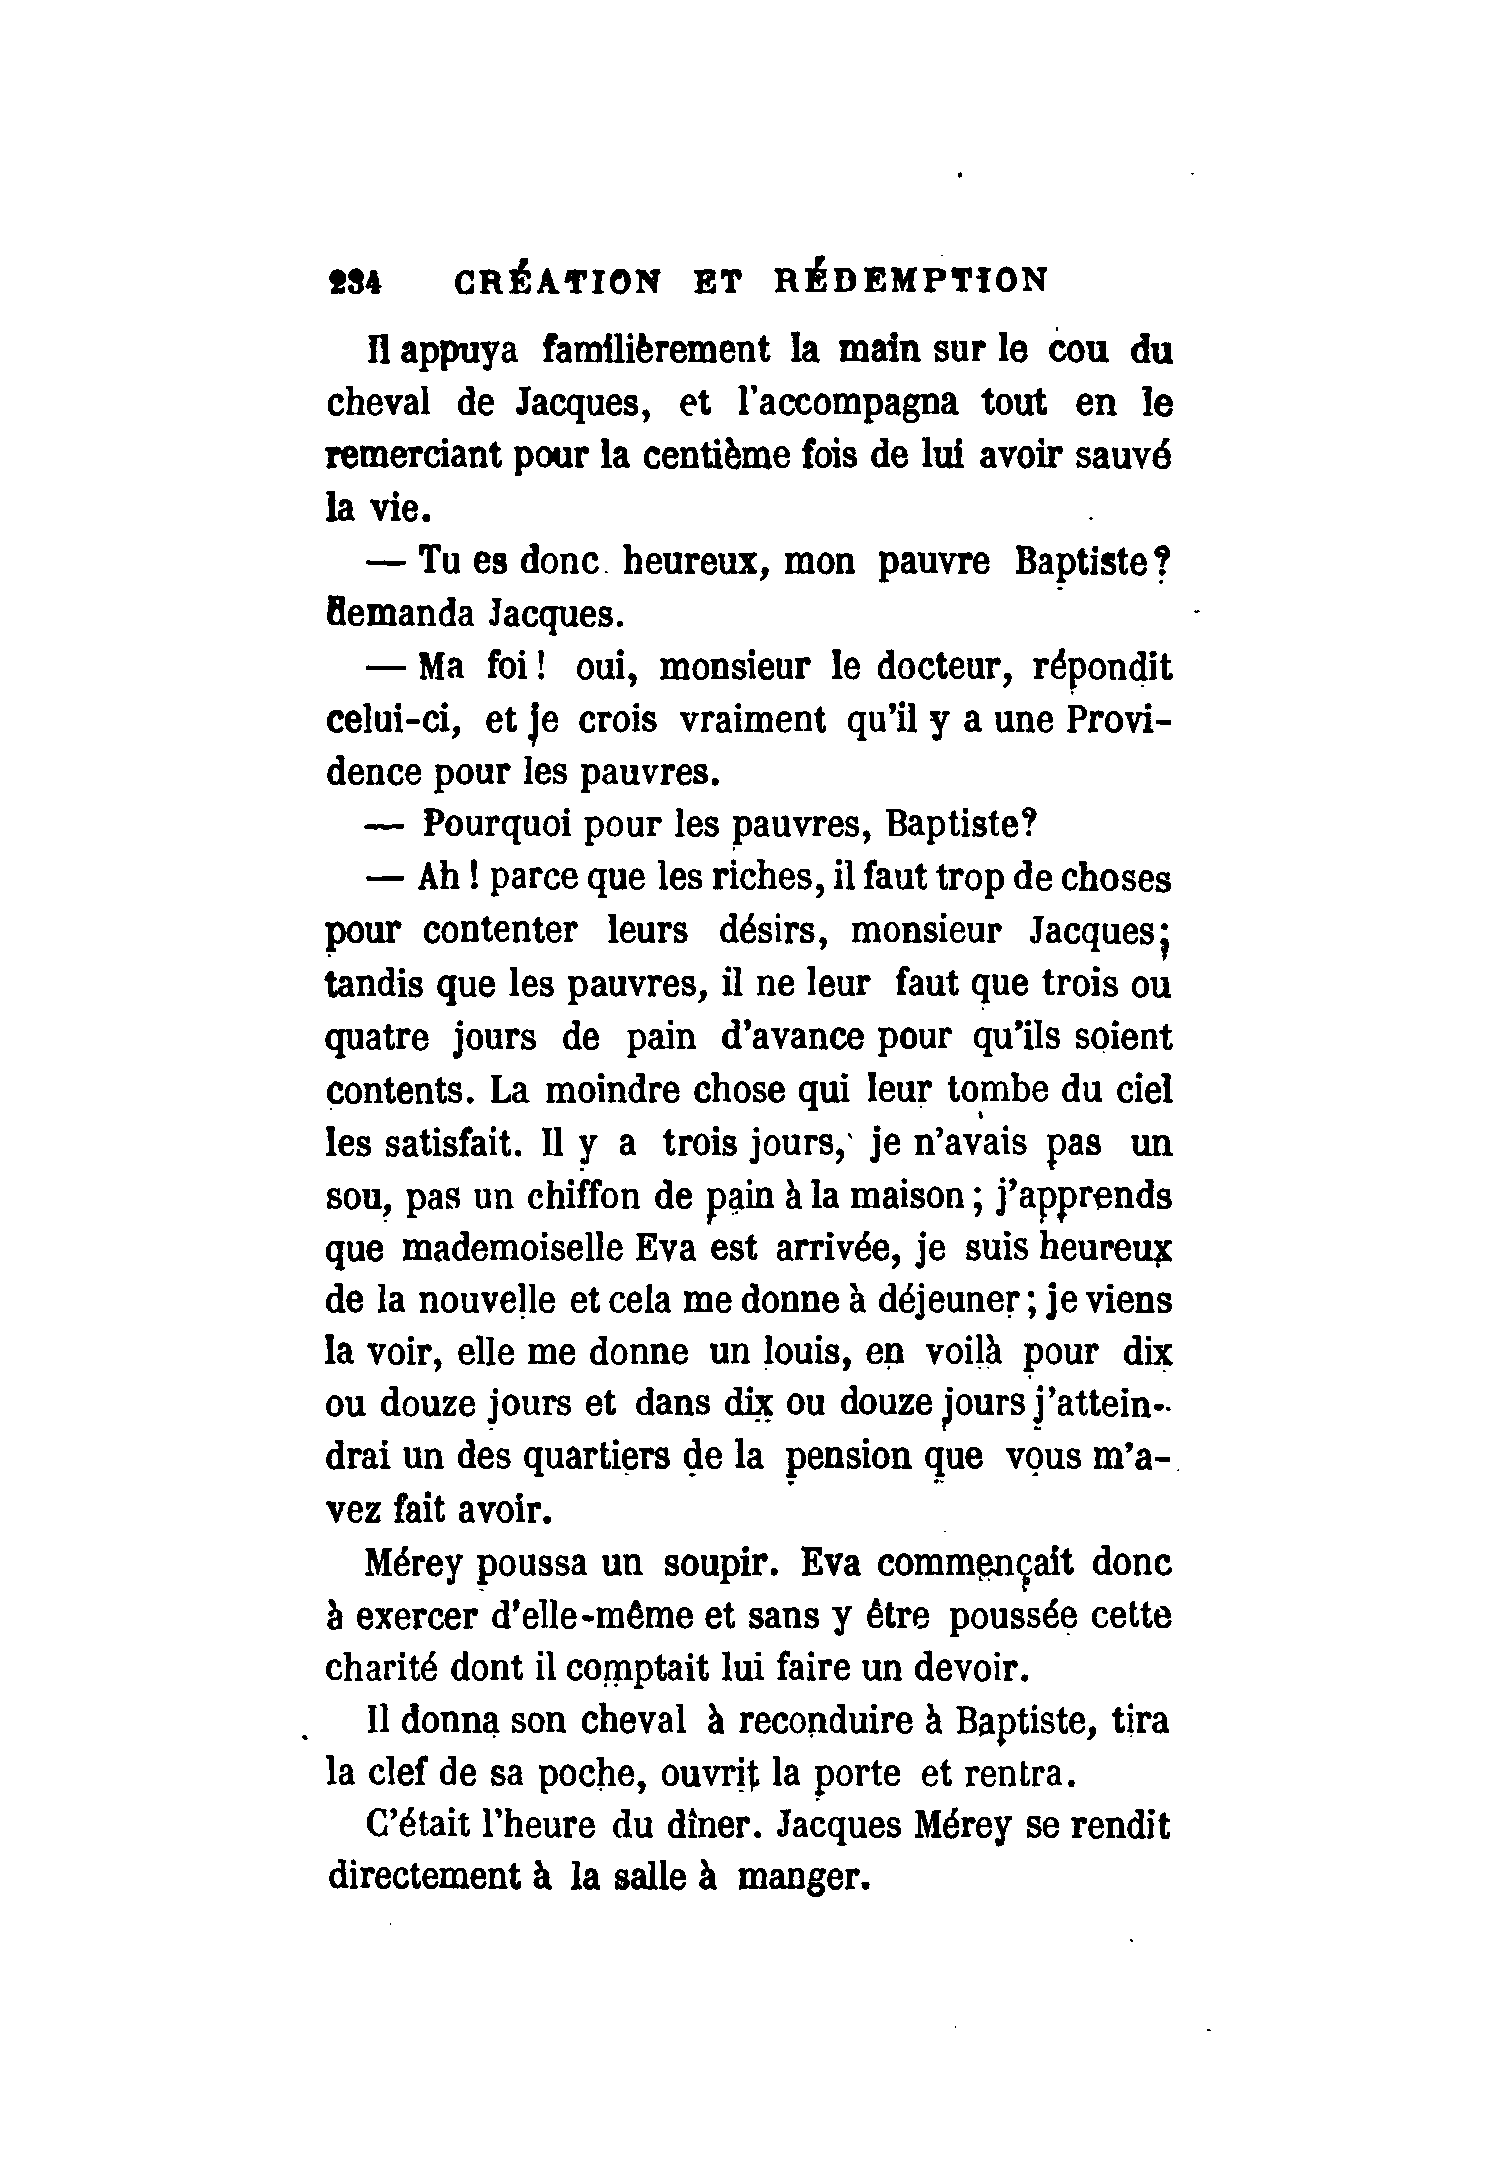 234 CRÉATION ET RÉDEMPTION
Il appuya familièrement la main sur le cou du
cheval de Jacques, et l'accompagna tout en le
remerciant pour la centième fois de lui avoir sauvé
la vie.
— Tu es donc heureux, mon pauvre Baptiste?
demanda Jacques.
— Ma foi! oui, monsieur le docteur, répondit
celui-ci, et je crois vraiment qu'il y a une Provi-
dence pour les pauvres.
— Pourquoi pour les pauvres, Baptiste?
— Ah! parce que les riches, il faut trop de choses
pour contenter leurs désirs, monsieur Jacques;
tandis que les pauvres, il ne leur faut que trois ou
quatre jours de pain d'avance pour qu'ils soient
contents. La moindre chose qui leur tombe du ciel
les satisfait. Il y a trois jours, je n'avais pas un
sou, pas un chiffon de pain à la maison; j'apprends
que mademoiselle Eva est arrivée, je suis heureux
de la nouvelle et cela me donne à déjeuner; je viens
la voir, elle me donne un louis, en voilà pour dix
ou douze jours et dans dix ou douze jours j'attein-
drai un des quartiers de la pension que vous m'a-
vez fait avoir.
Mérey poussa un soupir. Eva commençait donc
à exercer d'elle-même et sans y être poussée cette
charité dont il comptait lui faire un devoir.
Il donna son cheval à reconduire à Baptiste, tira
la clef de sa poche, ouvrit la porte et rentra.
C'était l'heure du dîner. Jacques Mérey se rendit
directement à la salle à manger.